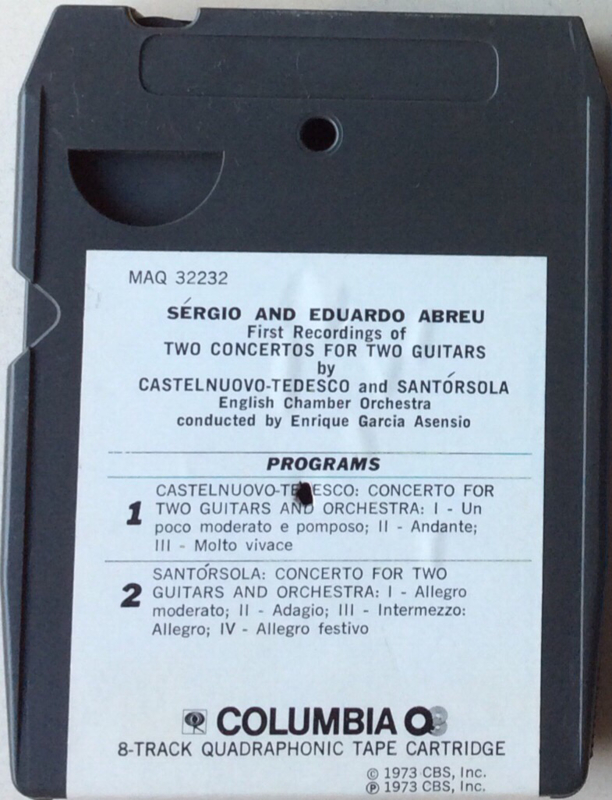 MAQ 32232
SÉRGIO AND EDUARDO ABREU
First Recordings of
TWO CONCERTOS FOR TWO GUITARS
by
CASTELNUOVO-TEDESCO and SANTÓRSOLA
English Chamber Orchestra
conducted by Enrique Garcia Asensio
PROGRAMS
1 CASTELNUOVO-TEDESCO: CONCERTO FOR
TWO GUITARS AND ORCHESTRA: I - Un
poco moderato e pomposo; II - Andante;
III - Molto vivace
2 SANTÓRSOLA: CONCERTO FOR TWO
GUITARS AND ORCHESTRA: I - Allegro
moderato; II - Adagio; III - Intermezzo:
Allegro; IV - Allegro festivo
COLUMBIA Q8
8-TRACK QUADRAPHONIC TAPE CARTRIDGE
© 1973 CBS, Inc.
℗ 1973 CBS, Inc.